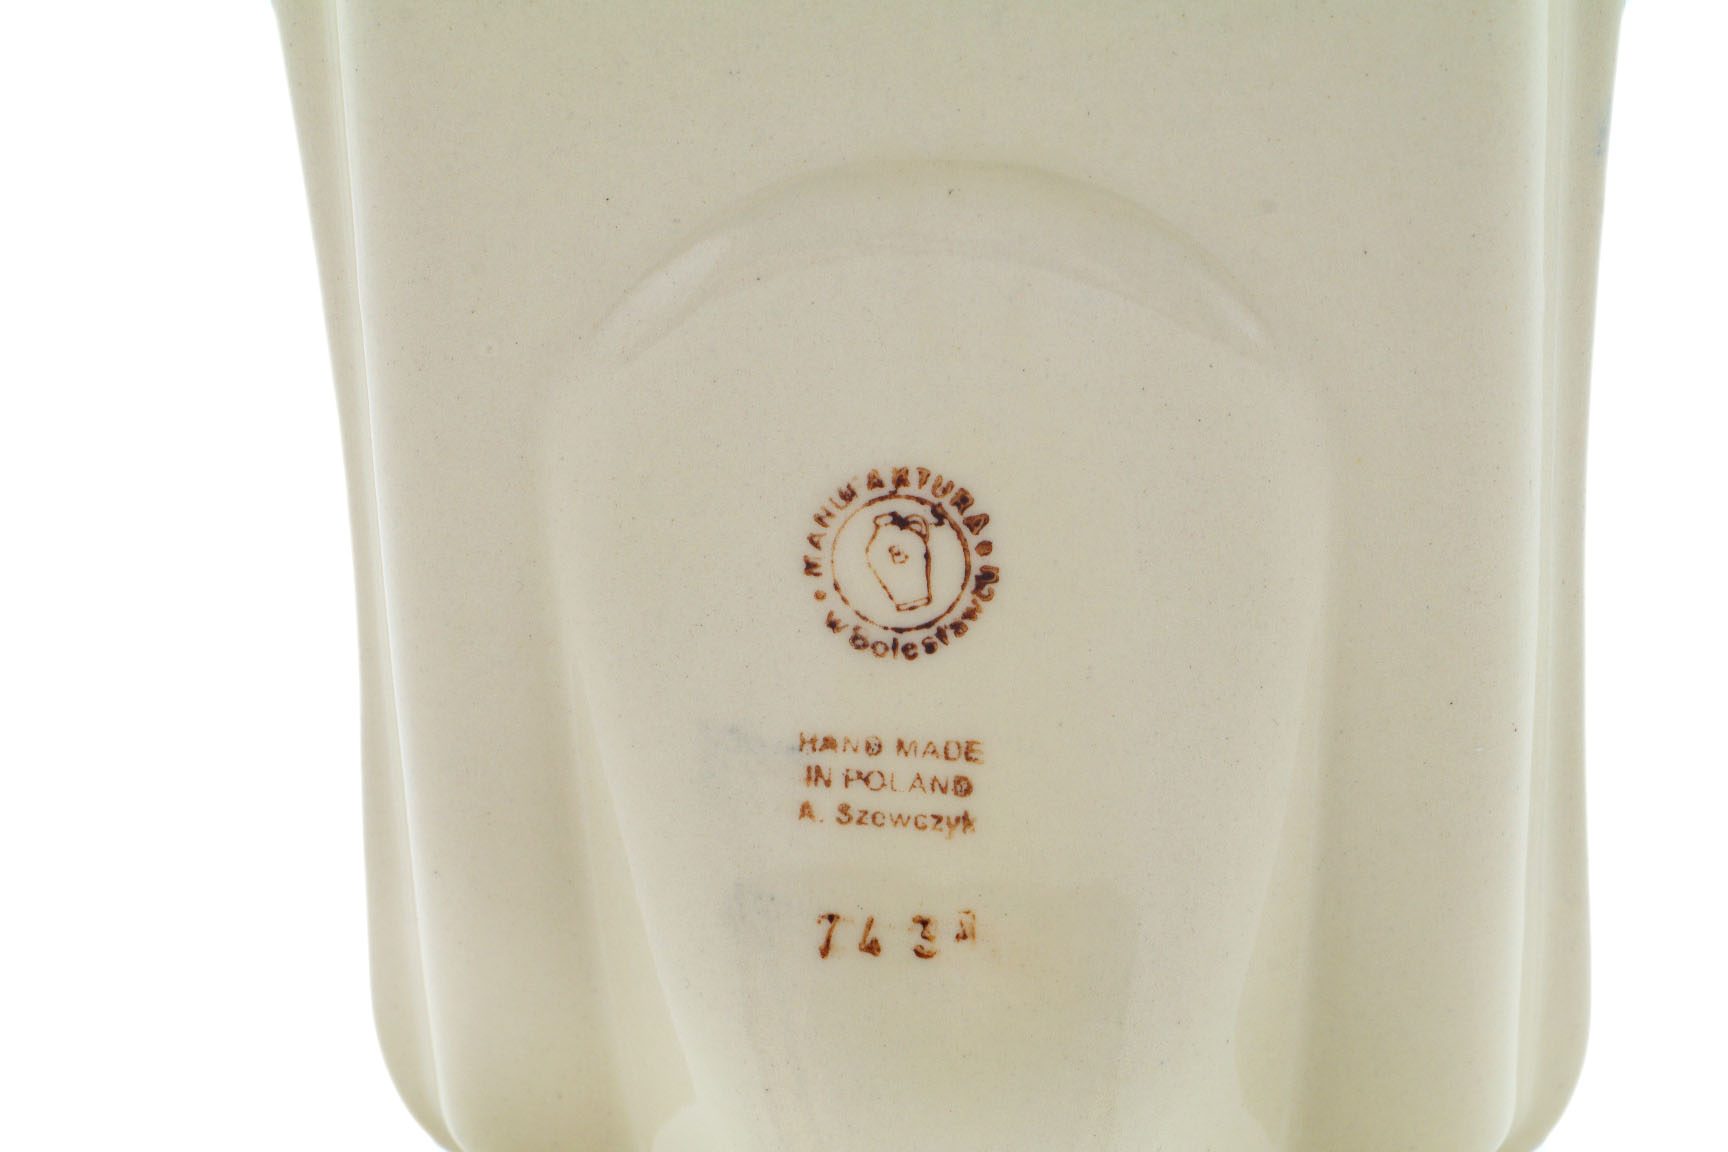 MANUFAKTURA •
w bolesławcu •
HAND MADE
IN POLAND
A. Szewczyk
743